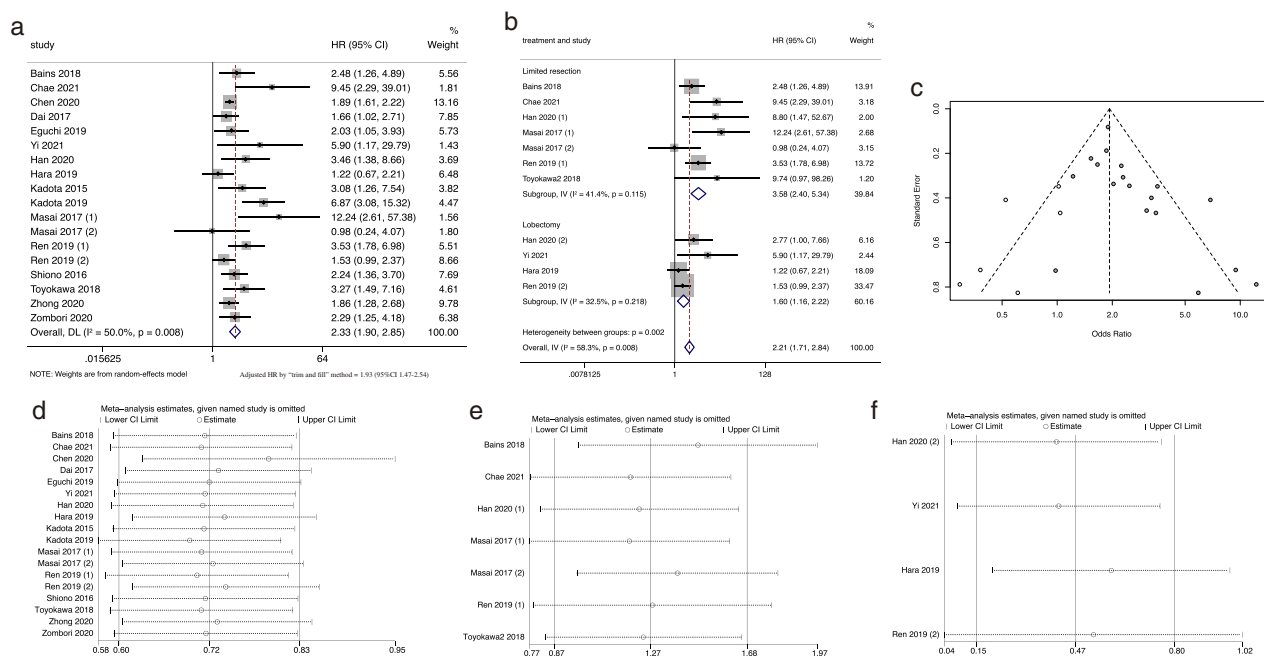 a
%
study HR (95% CI) Weight
Bains 2018 2.48 (1.26, 4.89) 5.56
Chae 2021 9.45 (2.29, 39.01) 1.81
Chen 2020 1.89 (1.61, 2.22) 13.16
Dai 2017 1.66 (1.02, 2.71) 7.85
Eguchi 2019 2.03 (1.05, 3.93) 5.73
Yi 2021 5.90 (1.17, 29.79) 1.43
Han 2020 3.46 (1.38, 8.66) 3.69
Hara 2019 1.22 (0.67, 2.21) 6.48
Kadota 2015 3.08 (1.26, 7.54) 3.82
Kadota 2019 6.87 (3.08, 15.32) 4.47
Masai 2017 (1) 12.24 (2.61, 57.38) 1.56
Masai 2017 (2) 0.98 (0.24, 4.07) 1.80
Ren 2019 (1) 3.53 (1.78, 6.98) 5.51
Ren 2019 (2) 1.53 (0.99, 2.37) 8.66
Shiono 2016 2.24 (1.36, 3.70) 7.69
Toyokawa 2018 3.27 (1.49, 7.16) 4.61
Zhong 2020 1.86 (1.28, 2.68) 9.78
Zombori 2020 2.29 (1.25, 4.18) 6.38
Overall, DL (I² = 50.0%, p = 0.008) 2.33 (1.90, 2.85) 100.00
.015625 1 64
NOTE: Weights are from random-effects model Adjusted HR by "trim and fill" method = 1.93 (95%CI 1.47-2.54)
b
%
treatment and study HR (95% CI) Weight
Limited resection
Bains 2018 2.48 (1.26, 4.89) 13.91
Chae 2021 9.45 (2.29, 39.01) 3.18
Han 2020 (1) 8.80 (1.47, 52.67) 2.00
Masai 2017 (1) 12.24 (2.61, 57.38) 2.68
Masai 2017 (2) 0.98 (0.24, 4.07) 3.15
Ren 2019 (1) 3.53 (1.78, 6.98) 13.72
Toyokawa2 2018 9.74 (0.97, 98.26) 1.20
Subgroup, IV (I² = 41.4%, p = 0.115) 3.58 (2.40, 5.34) 39.84
Lobectomy
Han 2020 (2) 2.77 (1.00, 7.66) 6.16
Yi 2021 5.90 (1.17, 29.79) 2.44
Hara 2019 1.22 (0.67, 2.21) 18.09
Ren 2019 (2) 1.53 (0.99, 2.37) 33.47
Subgroup, IV (I² = 32.5%, p = 0.218) 1.60 (1.16, 2.22) 60.16
Heterogeneity between groups: p = 0.002
Overall, IV (I² = 58.3%, p = 0.008) 2.21 (1.71, 2.84) 100.00
.0078125 1 128
c
Standard Error
0.0
0.2
0.4
0.6
0.8
0.5 1.0 2.0 5.0 10.0
Odds Ratio
d
Meta−analysis estimates, given named study is omitted
Lower CI Limit Estimate Upper CI Limit
Bains 2018
Chae 2021
Chen 2020
Dai 2017
Eguchi 2019
Yi 2021
Han 2020
Hara 2019
Kadota 2015
Kadota 2019
Masai 2017 (1)
Masai 2017 (2)
Ren 2019 (1)
Ren 2019 (2)
Shiono 2016
Toyokawa 2018
Zhong 2020
Zombori 2020
0.58 0.60 0.72 0.83 0.95
e
Meta−analysis estimates, given named study is omitted
Lower CI Limit Estimate Upper CI Limit
Bains 2018
Chae 2021
Han 2020 (1)
Masai 2017 (1)
Masai 2017 (2)
Ren 2019 (1)
Toyokawa2 2018
0.77 0.87 1.27 1.68 1.97
f
Meta−analysis estimates, given named study is omitted
Lower CI Limit Estimate Upper CI Limit
Han 2020 (2)
Yi 2021
Hara 2019
Ren 2019 (2)
0.04 0.15 0.47 0.80 1.02